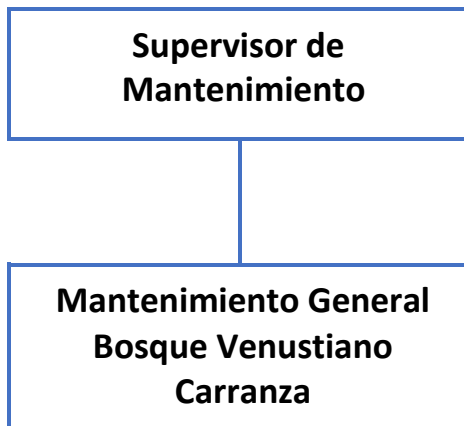 Supervisor de
Mantenimiento
Mantenimiento General
Bosque Venustiano
Carranza